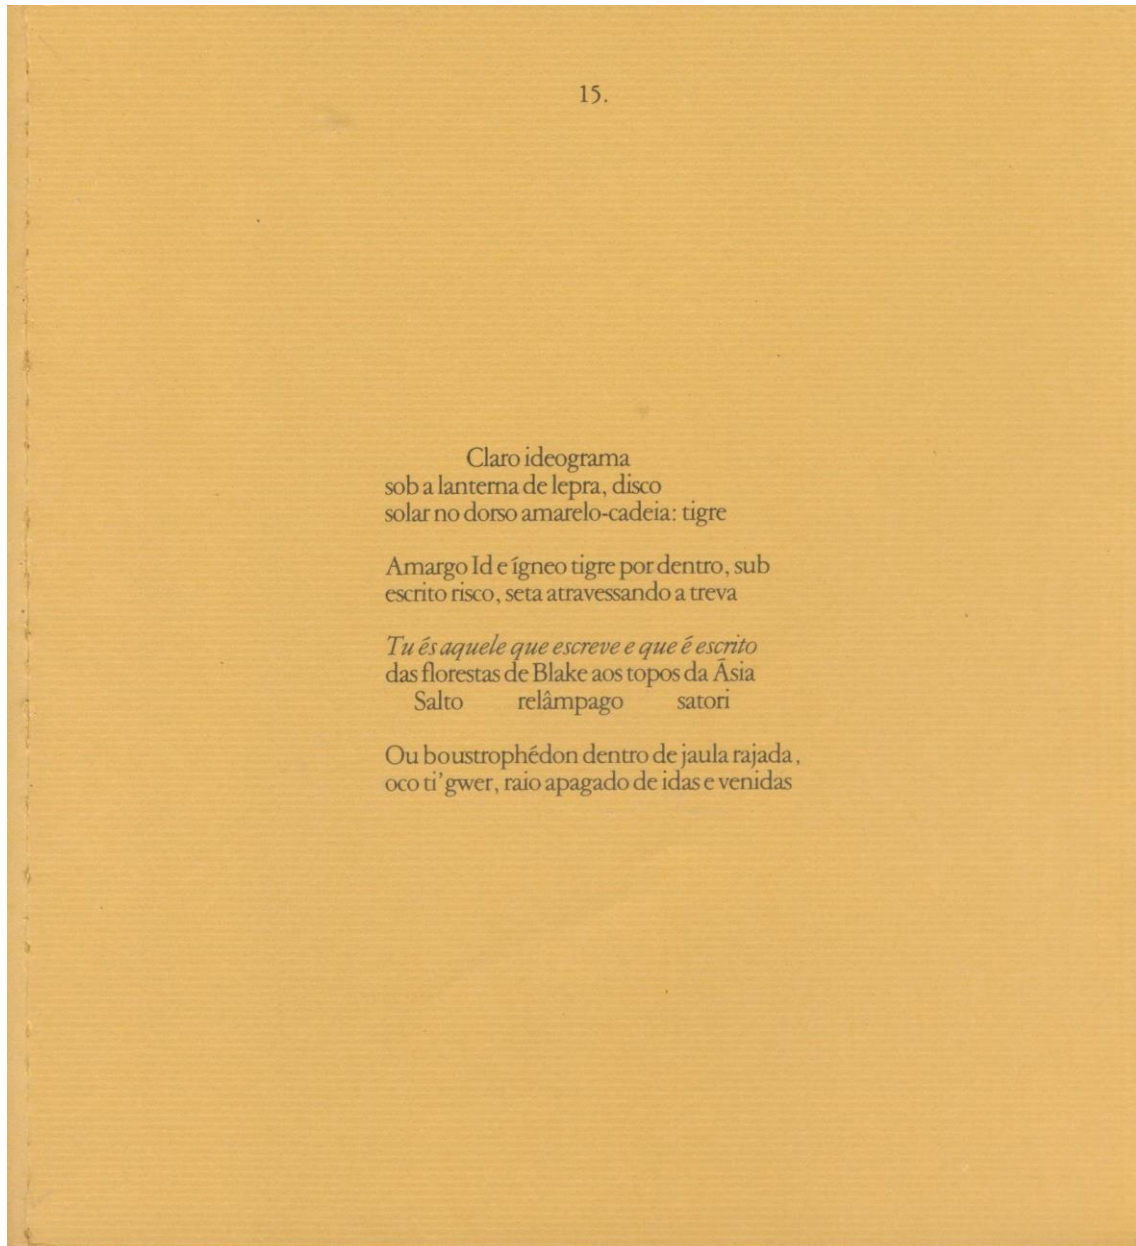 15.
Claro ideograma
sob a lanterna de lepra, disco
solar no dorso amarelo-cadeia: tigre
Amargo Id e ígneo tigre por dentro, sub
escrito risco, seta atravessando a treva
Tu és aquele que escreve e que é escrito
das florestas de Blake aos topos da Āsia
Salto relâmpago satori
Ou boustrophédon dentro de jaula rajada,
oco ti’gwer, raio apagado de idas e venidas